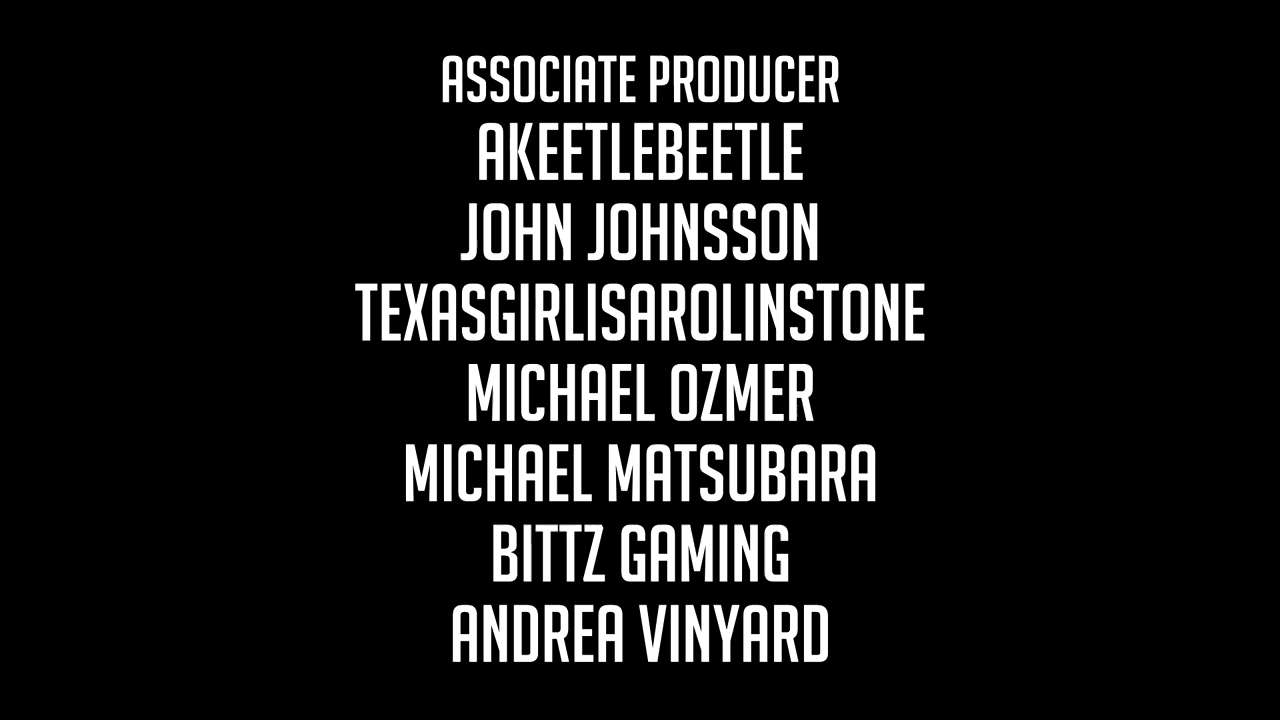 ASSOCIATE PRODUCER
AKEETLEBEETLE
JOHN JOHNSSON
TEXASGIRLISAROLINSTONE
MICHAEL OZMER
MICHAEL MATSUBARA
BITTZ GAMING
ANDREA VINYARD